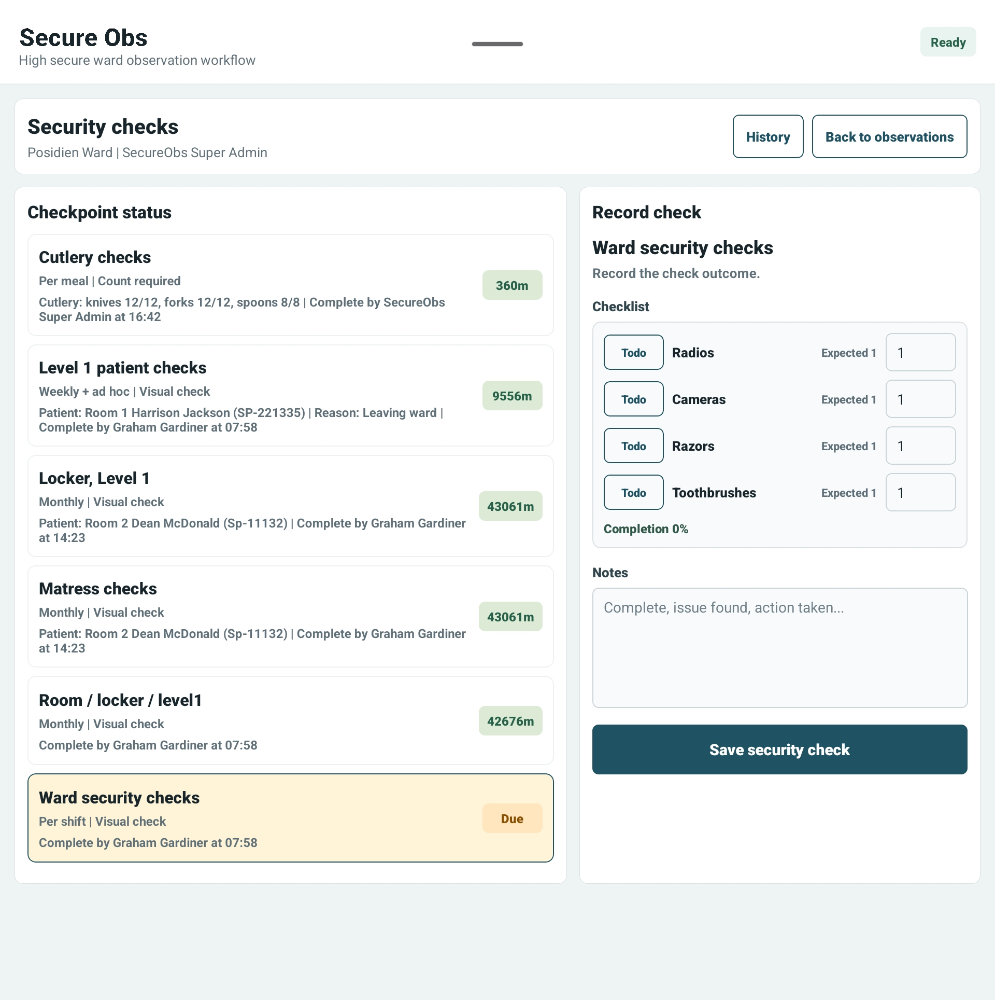 Secure Obs
High secure ward observation workflow
Ready
Security checks
Posidien Ward | SecureObs Super Admin
History
Back to observations
Checkpoint status
Cutlery checks
Per meal | Count required
Cutlery: knives 12/12, forks 12/12, spoons 8/8 | Complete by SecureObs
Super Admin at 16:42
360m
Level 1 patient checks
Weekly + ad hoc | Visual check
Patient: Room 1 Harrison Jackson (SP-221335) | Reason: Leaving ward |
Complete by Graham Gardiner at 07:58
9556m
Locker, Level 1
Monthly | Visual check
Patient: Room 2 Dean McDonald (Sp-11132) | Complete by Graham Gardiner
at 14:23
43061m
Matress checks
Monthly | Visual check
Patient: Room 2 Dean McDonald (Sp-11132) | Complete by Graham Gardiner
at 14:23
43061m
Room / locker / level1
Monthly | Visual check
Complete by Graham Gardiner at 07:58
42676m
Ward security checks
Per shift | Visual check
Complete by Graham Gardiner at 07:58
Due
Record check
Ward security checks
Record the check outcome.
Checklist
Todo Radios Expected 1 1
Todo Cameras Expected 1 1
Todo Razors Expected 1 1
Todo Toothbrushes Expected 1 1
Completion 0%
Notes
Complete, issue found, action taken...
Save security check